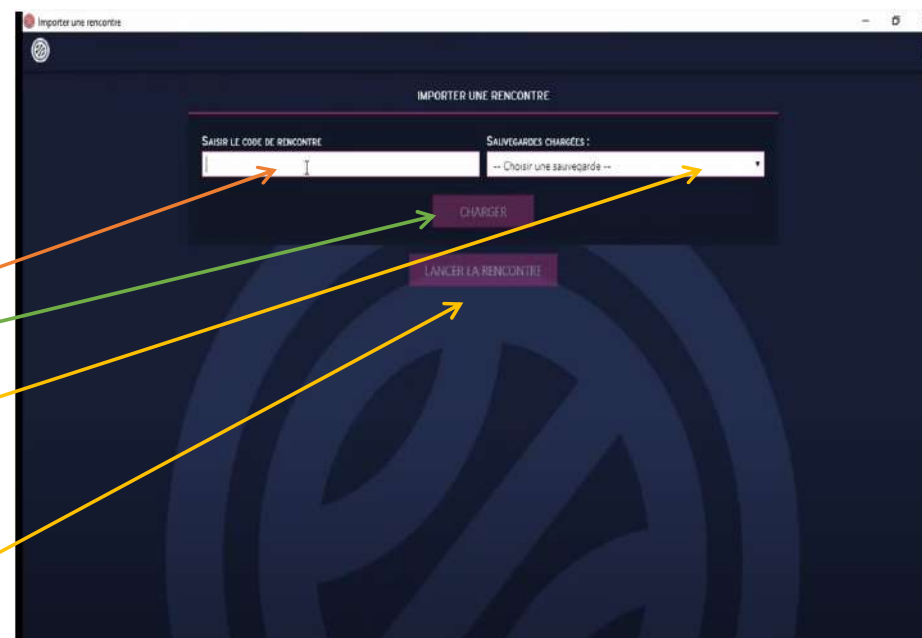 Importer une rencontre
IMPORTER UNE RENCONTRE
SAISIR LE CODE DE RENCONTRE
SAUVEGARDES CHARGÉES :
-- Choisir une sauvegarde --
CHARGER
LANCER LA RENCONTRE